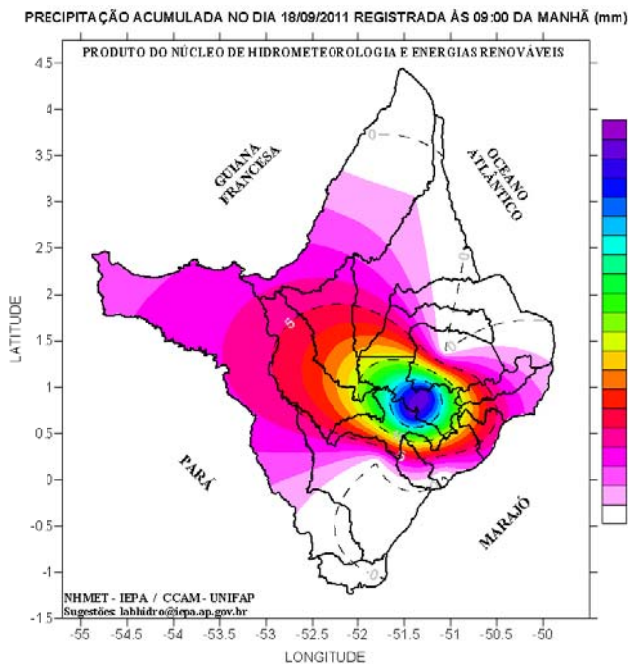 PRECIPITAÇÃO ACUMULADA NO DIA 18/09/2011 REGISTRADA ÀS 09:00 DA MANHÃ (mm)
PRODUTO DO NÚCLEO DE HIDROMETEOROLOGIA E ENERGIAS RENOVÁVEIS
4.5
4
3.5
3
2.5
2
1.5
1
0.5
0
-0.5
-1
-1.5
LATITUDE
GUIANA
FRANCESA
OCEANO
ATLÂNTICO
PARÁ
MARAJÓ
0
0
5
0
5
0
NHMET - IEPA / CCAM - UNIFAP
Sugestões: labhidro@iepa.ap.gov.br
-55
-54.5
-54
-53.5
-53
-52.5
-52
-51.5
-51
-50.5
-50
LONGITUDE